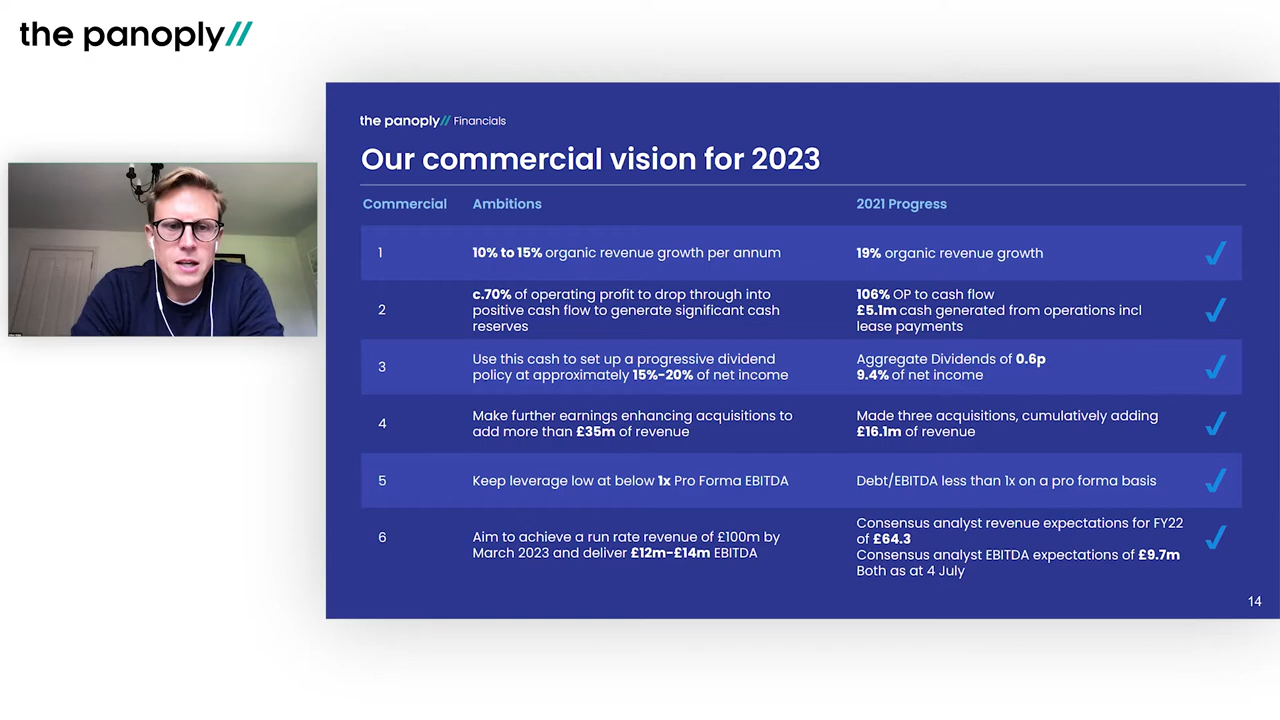 the panoply//
the panoply// Financials
Our commercial vision for 2023
Commercial Ambitions 2021 Progress
1 10% to 15% organic revenue growth per annum 19% organic revenue growth
2 c.70% of operating profit to drop through into
positive cash flow to generate significant cash
reserves
106% OP to cash flow
£5.1m cash generated from operations incl
lease payments
3 Use this cash to set up a progressive dividend
policy at approximately 15%-20% of net income
Aggregate Dividends of 0.6p
9.4% of net income
4 Make further earnings enhancing acquisitions to
add more than £35m of revenue
Made three acquisitions, cumulatively adding
£16.1m of revenue
5 Keep leverage low at below 1x Pro Forma EBITDA Debt/EBITDA less than 1x on a pro forma basis
6 Aim to achieve a run rate revenue of £100m by
March 2023 and deliver £12m-£14m EBITDA
Consensus analyst revenue expectations for FY22
of £64.3
Consensus analyst EBITDA expectations of £9.7m
Both as at 4 July
14